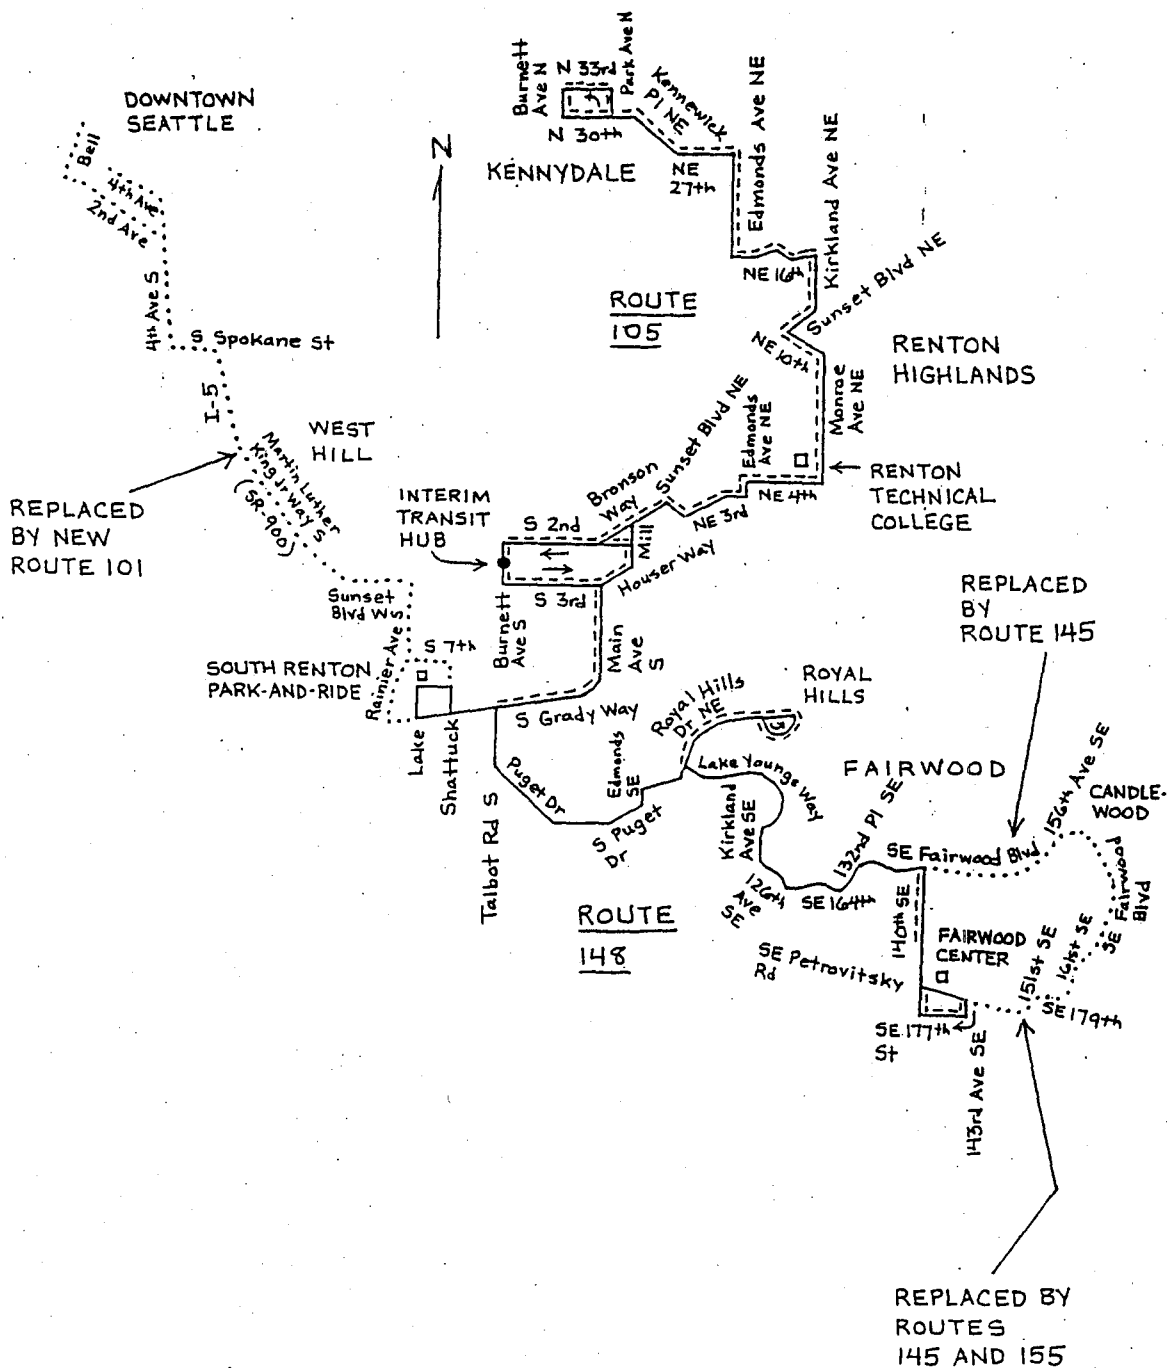 DOWNTOWN
SEATTLE
Bell
4th Ave
2nd Ave
4th Ave S
S Spokane St
I-5
WEST
HILL
Martin Luther
King Jr Way S
(SR-900)
REPLACED
BY NEW
ROUTE 101
N
Burnett
Ave N
N 33rd
Park Ave N
N 30th
Kennewick
Pl NE
KENNYDALE
NE
27th
Edmonds Ave NE
Kirkland Ave NE
NE 16th
Sunset Blvd NE
ROUTE
105
NE 10th
RENTON
HIGHLANDS
Monroe
Ave NE
Edmonds
Ave NE
Sunset Blvd NE
Bronson
Way
NE 4th
NE 3rd
RENTON
TECHNICAL
COLLEGE
INTERIM
TRANSIT
HUB
S 2nd
Mill
Houser Way
S 3rd
Burnett
Ave S
Main
Ave
S
Sunset
Blvd W
Rainier Ave S
S 7th
SOUTH RENTON
PARK-AND-RIDE
Lake
Shattuck
S Grady Way
Talbot Rd S
Puget Dr
Edmonds
SE
S Puget
Dr
Royal Hills
Dr NE
ROYAL
HILLS
Lake Youngs Way
Kirkland
Ave SE
126th
Ave
SE
SE 164th
132nd Pl SE
FAIRWOOD
REPLACED
BY
ROUTE 145
SE Fairwood Blvd
156th Ave SE
CANDLE-
WOOD
SE Fairwood
Blvd
ROUTE
148
140th SE
FAIRWOOD
CENTER
SE Petrovitsky
Rd
151st SE
161st SE
SE 179th
SE 177th
St
143rd Ave SE
REPLACED BY
ROUTES
145 AND 155